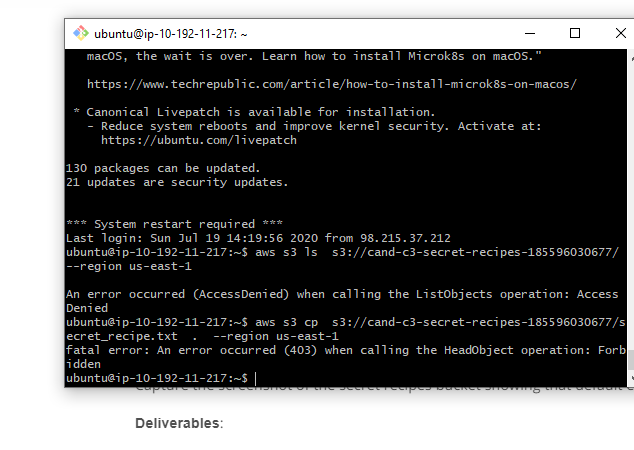 ubuntu@ip-10-192-11-217: ~
macOS, the wait is over. Learn how to install Microk8s on macOS."
https://www.techrepublic.com/article/how-to-install-microk8s-on-macos/
* Canonical Livepatch is available for installation.
- Reduce system reboots and improve kernel security. Activate at:
https://ubuntu.com/livepatch
130 packages can be updated.
21 updates are security updates.
*** System restart required ***
Last login: Sun Jul 19 14:19:56 2020 from 98.215.37.212
ubuntu@ip-10-192-11-217:~$ aws s3 ls  s3://cand-c3-secret-recipes-185596030677/
--region us-east-1
An error occurred (AccessDenied) when calling the ListObjects operation: Access
Denied
ubuntu@ip-10-192-11-217:~$ aws s3 cp  s3://cand-c3-secret-recipes-185596030677/s
ecret_recipe.txt  .  --region us-east-1
fatal error: An error occurred (403) when calling the HeadObject operation: Forb
idden
ubuntu@ip-10-192-11-217:~$
Capture the screenshot of the secret recipes bucket showing that default
Deliverables: